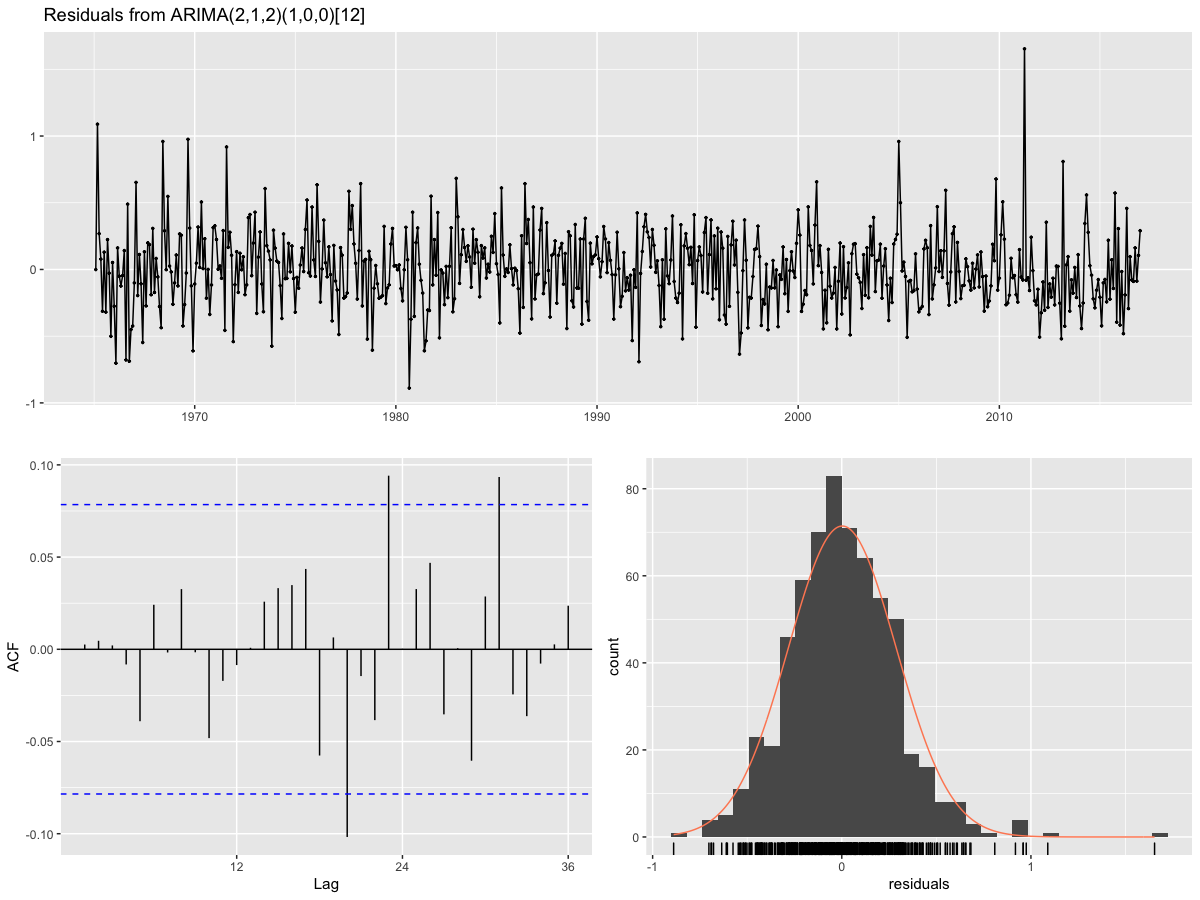 Residuals from ARIMA(2,1,2)(1,0,0)[12]
1
0
-1
1970 1980 1990 2000 2010
ACF
0.10
0.05
0.00
-0.05
-0.10
12 24 36
Lag
count
80
60
40
20
0
-1 0 1
residuals